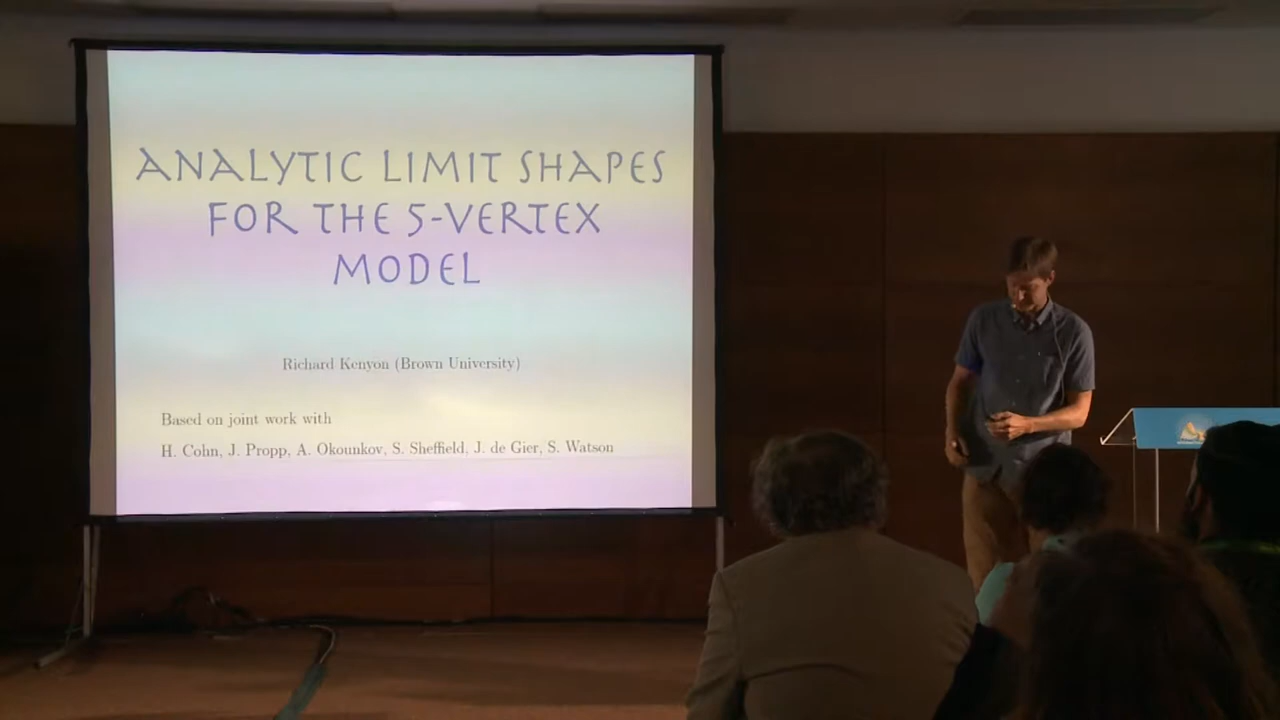 ANALYTIC LIMIT SHAPES
FOR THE 5-VERTEX
MODEL
Richard Kenyon (Brown University)
Based on joint work with
H. Cohn, J. Propp, A. Okounkov, S. Sheffield, J. de Gier, S. Watson